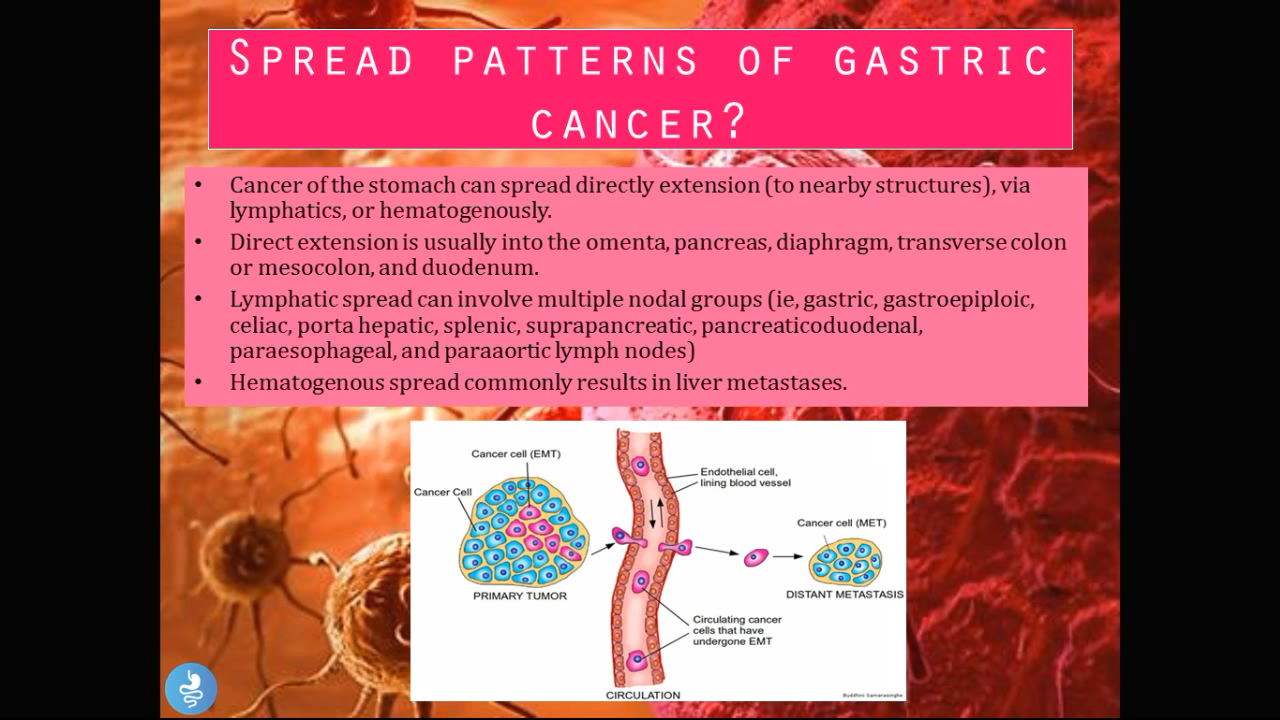 Spread patterns of gastric
cancer?
• Cancer of the stomach can spread directly extension (to nearby structures), via
lymphatics, or hematogenously.
• Direct extension is usually into the omenta, pancreas, diaphragm, transverse colon
or mesocolon, and duodenum.
• Lymphatic spread can involve multiple nodal groups (ie, gastric, gastroepiploic,
celiac, porta hepatic, splenic, suprapancreatic, pancreaticoduodenal,
paraesophageal, and paraaortic lymph nodes)
• Hematogenous spread commonly results in liver metastases.
Cancer cell (EMT)
Cancer Cell
PRIMARY TUMOR
Endothelial cell,
lining blood vessel
Cancer cell (MET)
DISTANT METASTASIS
Circulating cancer
cells that have
undergone EMT
CIRCULATION
Buddhini Samarasinghe